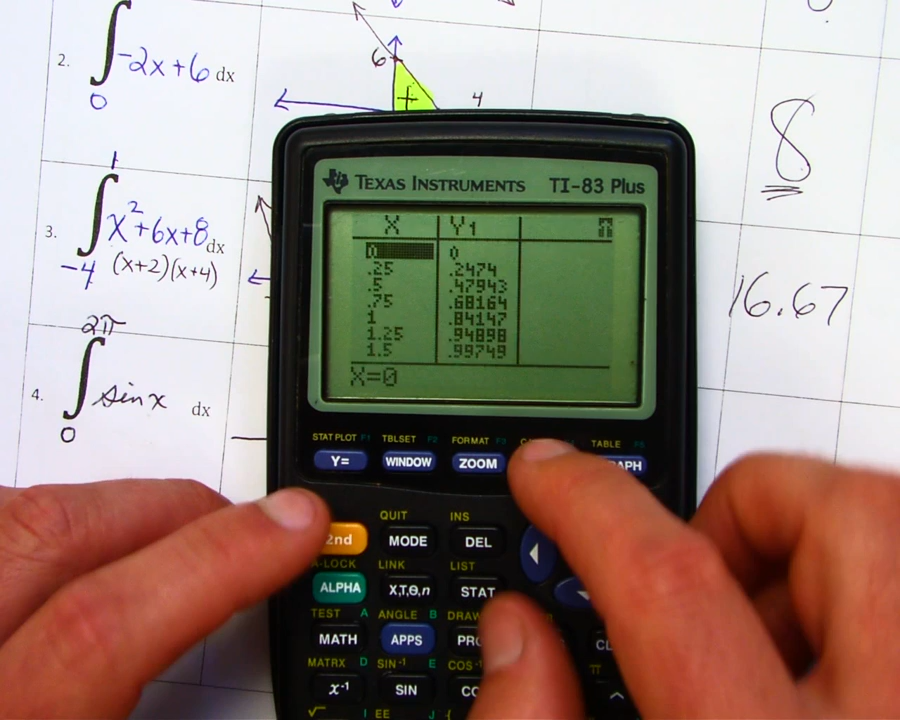 2. ∫ -2x+6 dx
0
6
+
4
8
3. 1
∫ x²+6x+8 dx
-4 (x+2)(x+4)
16.67
4. 2π
∫ sin x dx
0
TEXAS INSTRUMENTS TI-83 Plus
X Y1
0 0
.25 .2474
.5 .47943
.75 .68164
1 .84147
1.25 .94898
1.5 .99749
X=0
STAT PLOT F1 TBLSET F2 FORMAT F3 TABLE F5
Y= WINDOW ZOOM
QUIT INS
2nd MODE DEL
A-LOCK LINK LIST
ALPHA X,T,Θ,n STAT
TEST A ANGLE B DRAW
MATH APPS
MATRX D SIN⁻¹ E COS⁻¹
x⁻¹ SIN
√ I EE J {
π
^